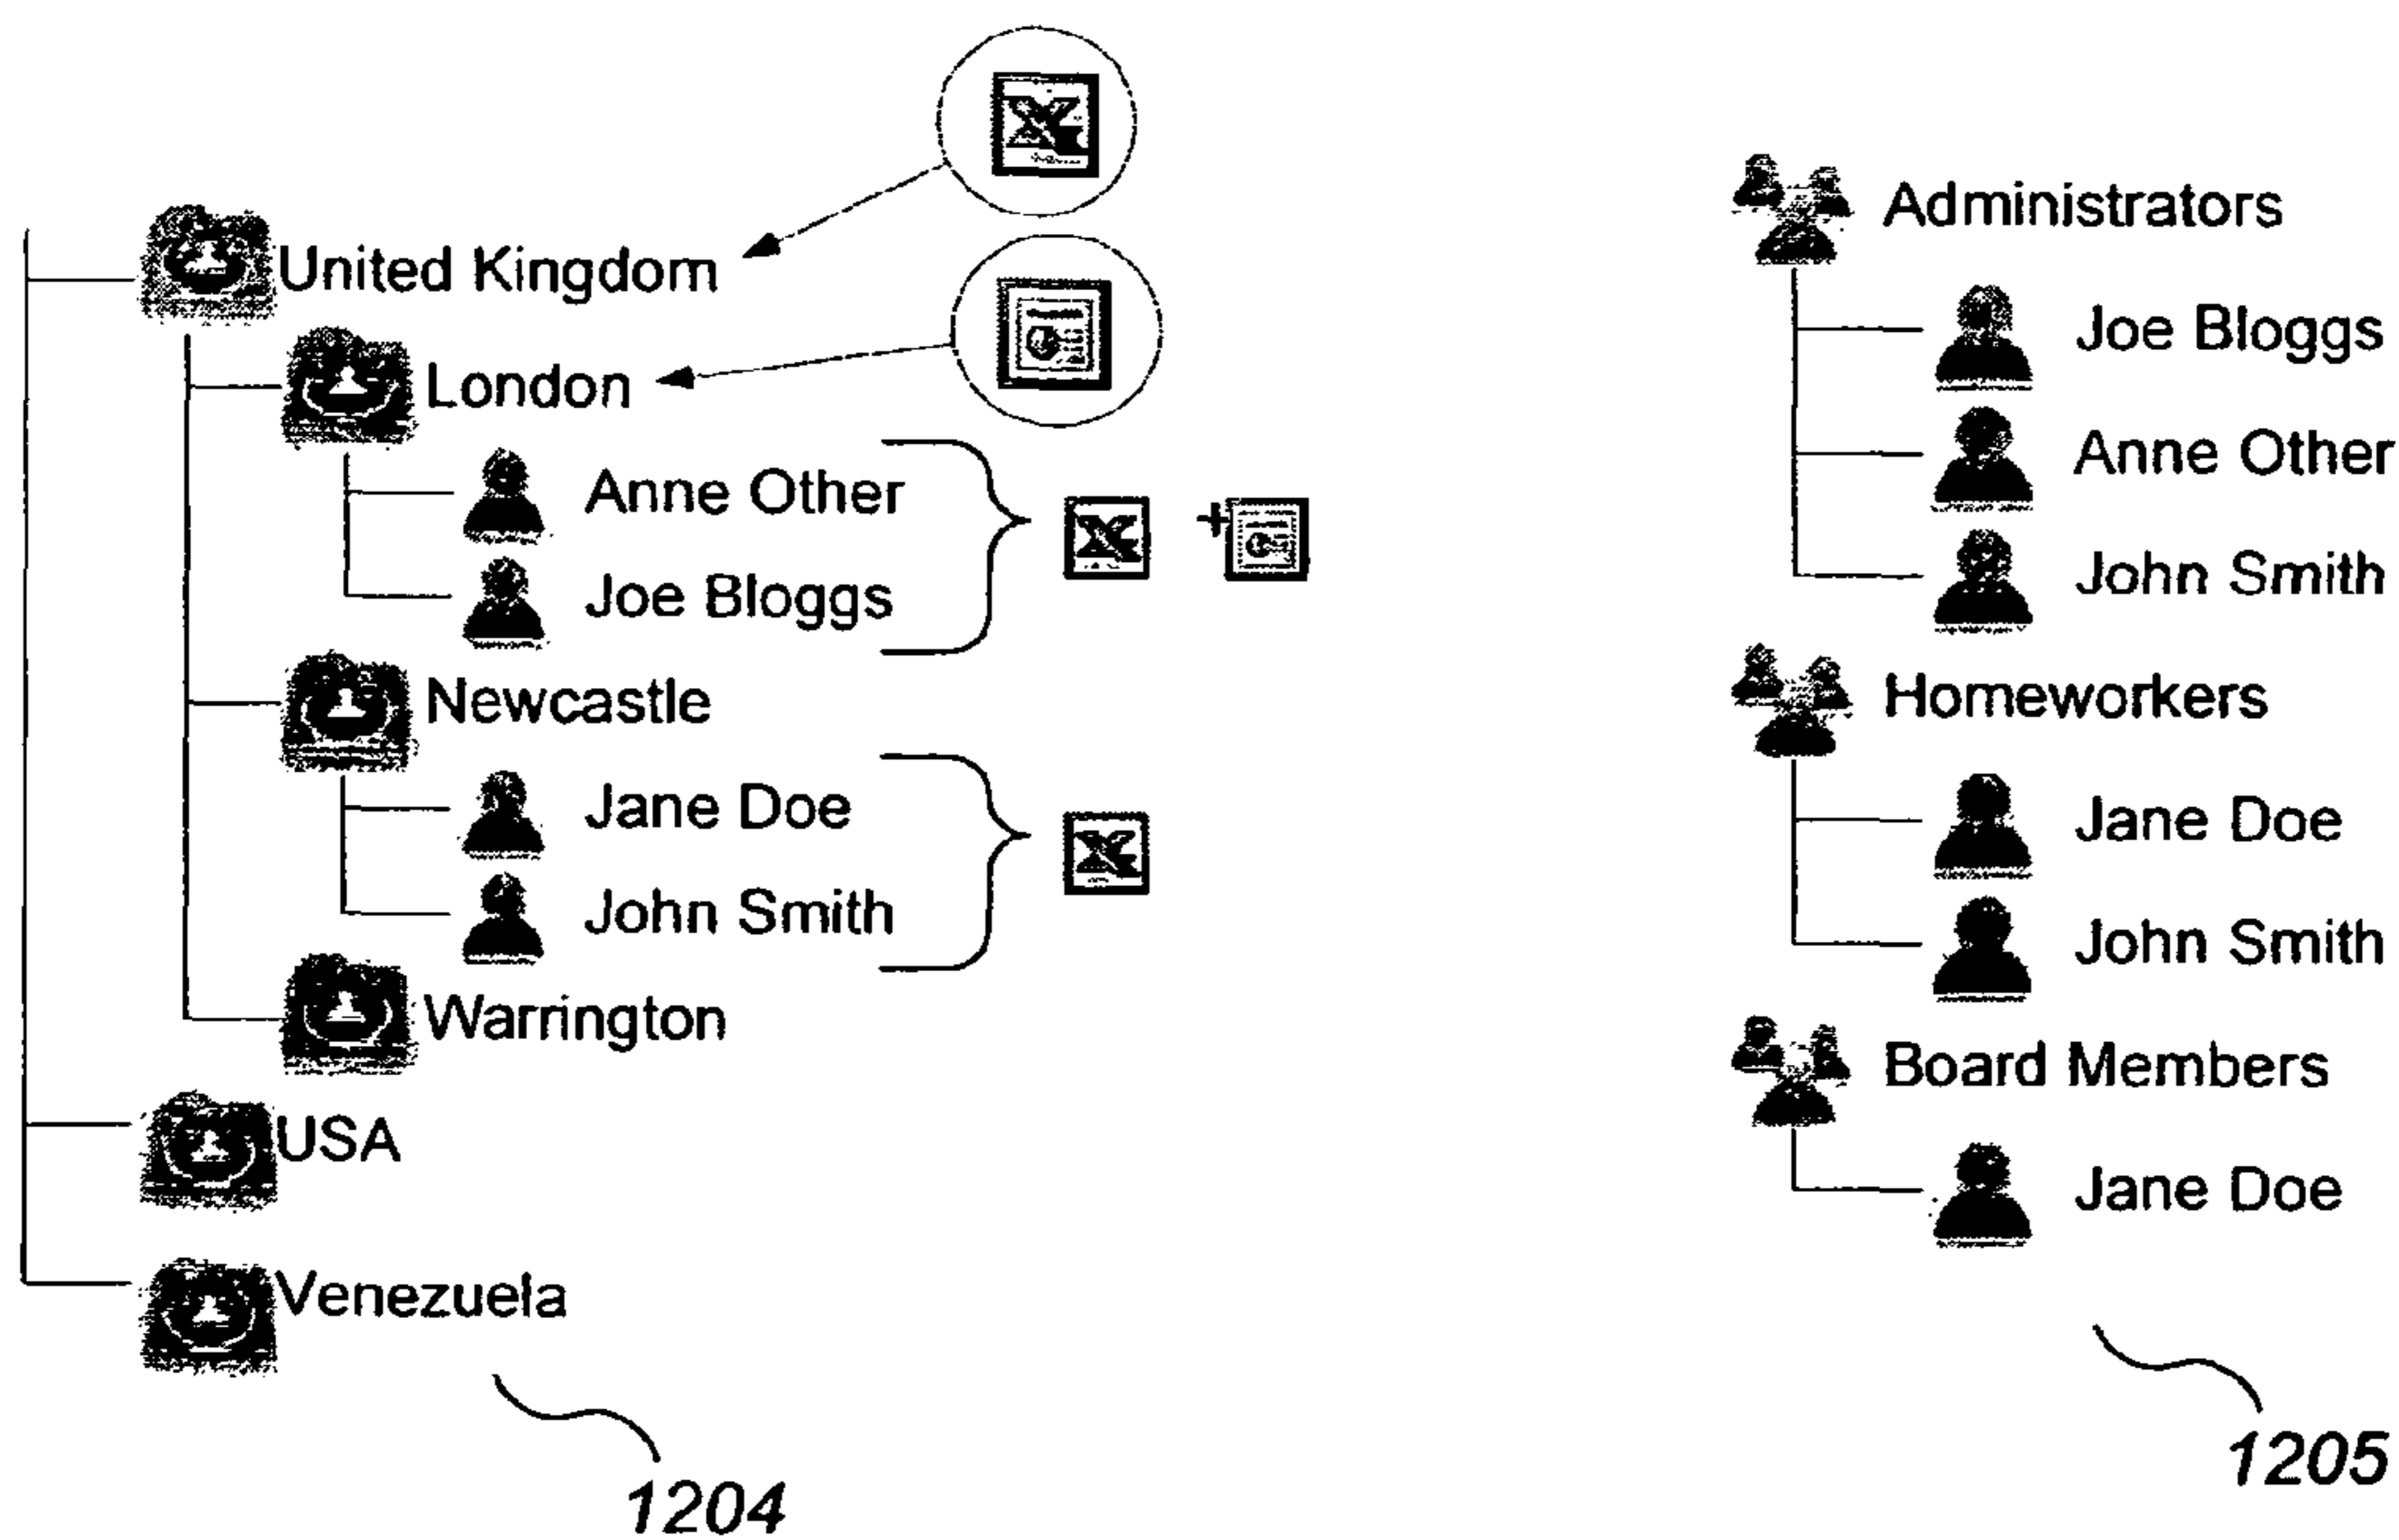 United Kingdom
London
Anne Other
Joe Bloggs
+
Newcastle
Jane Doe
John Smith
Warrington
USA
Venezuela
1204
Administrators
Joe Bloggs
Anne Other
John Smith
Homeworkers
Jane Doe
John Smith
Board Members
Jane Doe
1205